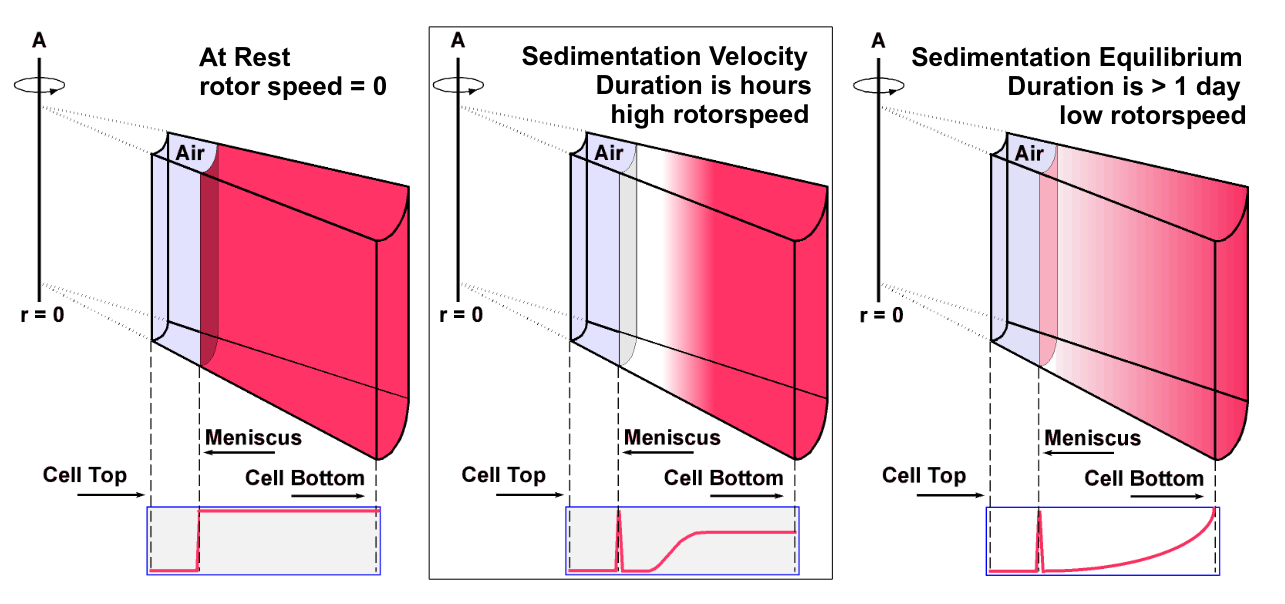 A
At Rest
rotor speed = 0
Air
r = 0
Meniscus
Cell Top
Cell Bottom
A
Sedimentation Velocity
Duration is hours
high rotorspeed
Air
r = 0
Meniscus
Cell Top
Cell Bottom
A
Sedimentation Equilibrium
Duration is > 1 day
low rotorspeed
Air
r = 0
Meniscus
Cell Top
Cell Bottom